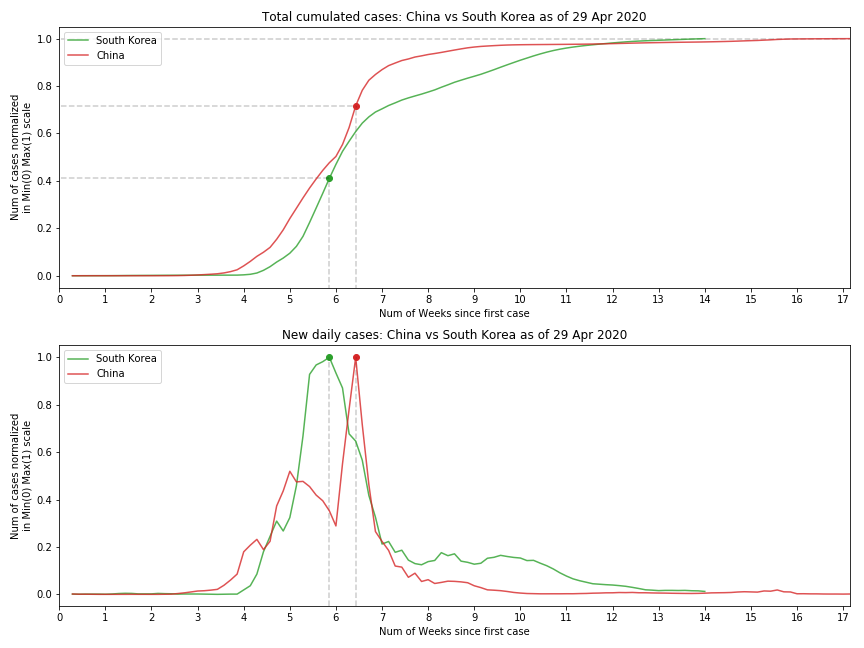 Total cumulated cases: China vs South Korea as of 29 Apr 2020
Num of cases normalized
in Min(0) Max(1) scale
1.0
0.8
0.6
0.4
0.2
0.0
South Korea
China
0 1 2 3 4 5 6 7 8 9 10 11 12 13 14 15 16 17
Num of Weeks since first case
New daily cases: China vs South Korea as of 29 Apr 2020
Num of cases normalized
in Min(0) Max(1) scale
1.0
0.8
0.6
0.4
0.2
0.0
South Korea
China
0 1 2 3 4 5 6 7 8 9 10 11 12 13 14 15 16 17
Num of Weeks since first case